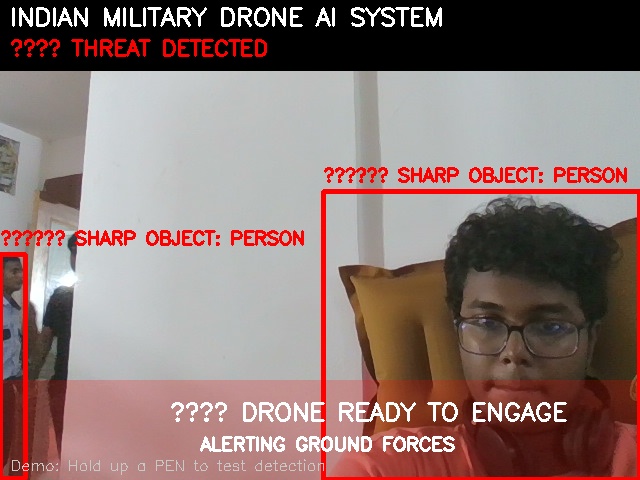 INDIAN MILITARY DRONE AI SYSTEM
???? THREAT DETECTED
?????? SHARP OBJECT: PERSON
?????? SHARP OBJECT: PERSON
???? DRONE READY TO ENGAGE
ALERTING GROUND FORCES
Demo: Hold up a PEN to test detection